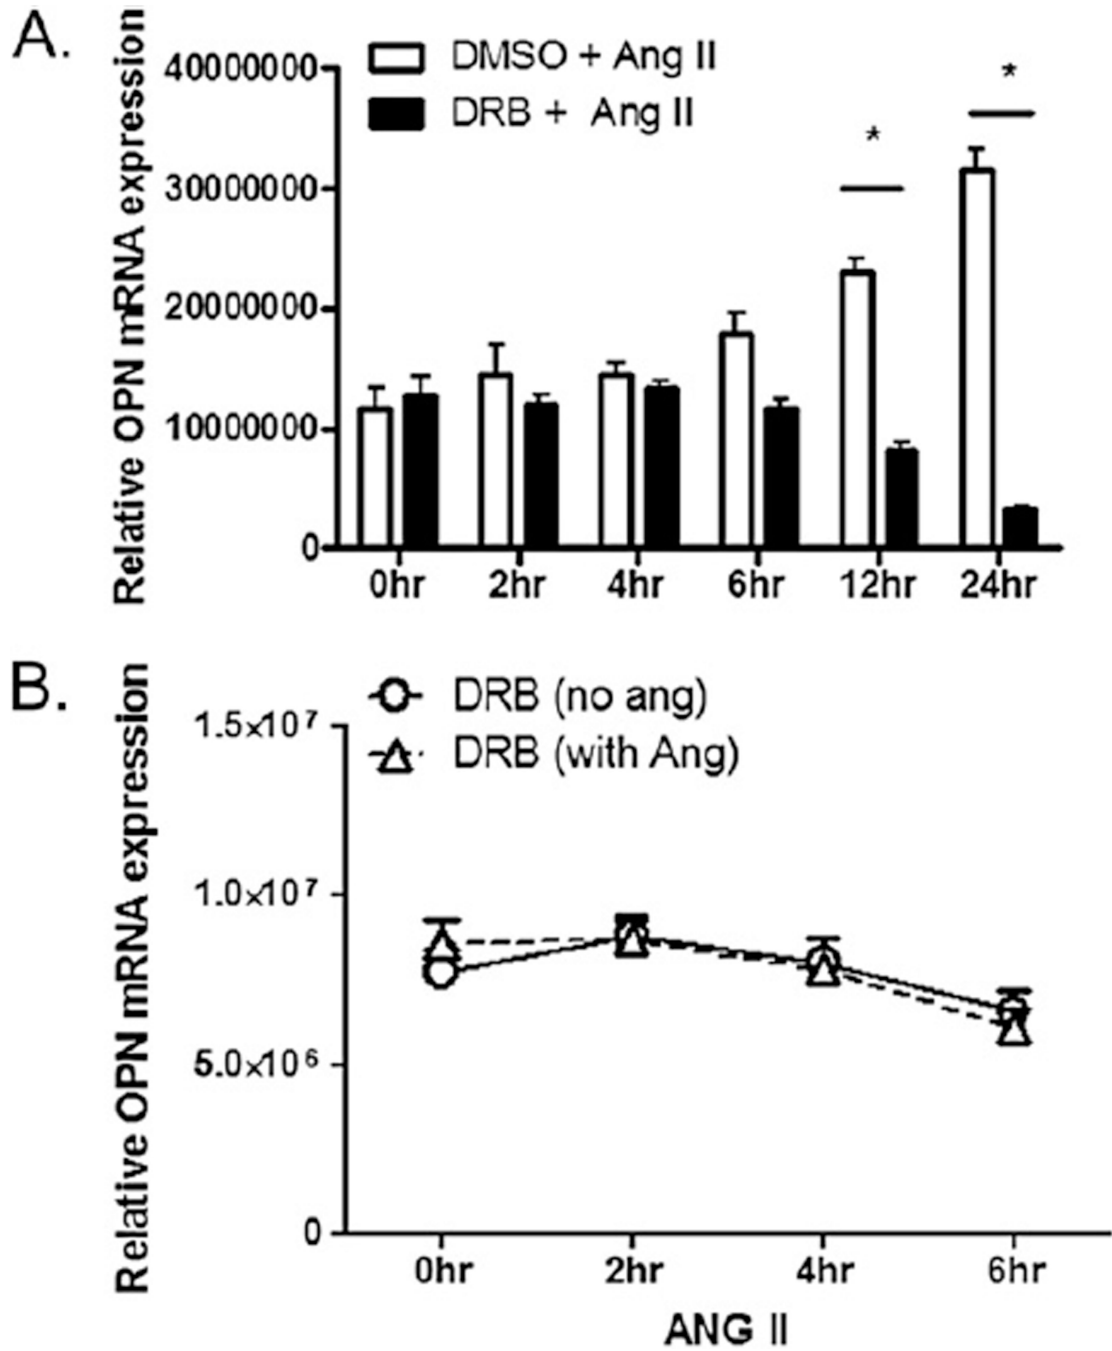 A.
Relative OPN mRNA expression
DMSO + Ang II
DRB + Ang II
40000000
30000000
20000000
10000000
0
*
*
0hr 2hr 4hr 6hr 12hr 24hr
B.
Relative OPN mRNA expression
DRB (no ang)
DRB (with Ang)
1.5×10⁷
1.0×10⁷
5.0×10⁶
0
0hr 2hr 4hr 6hr
ANG II